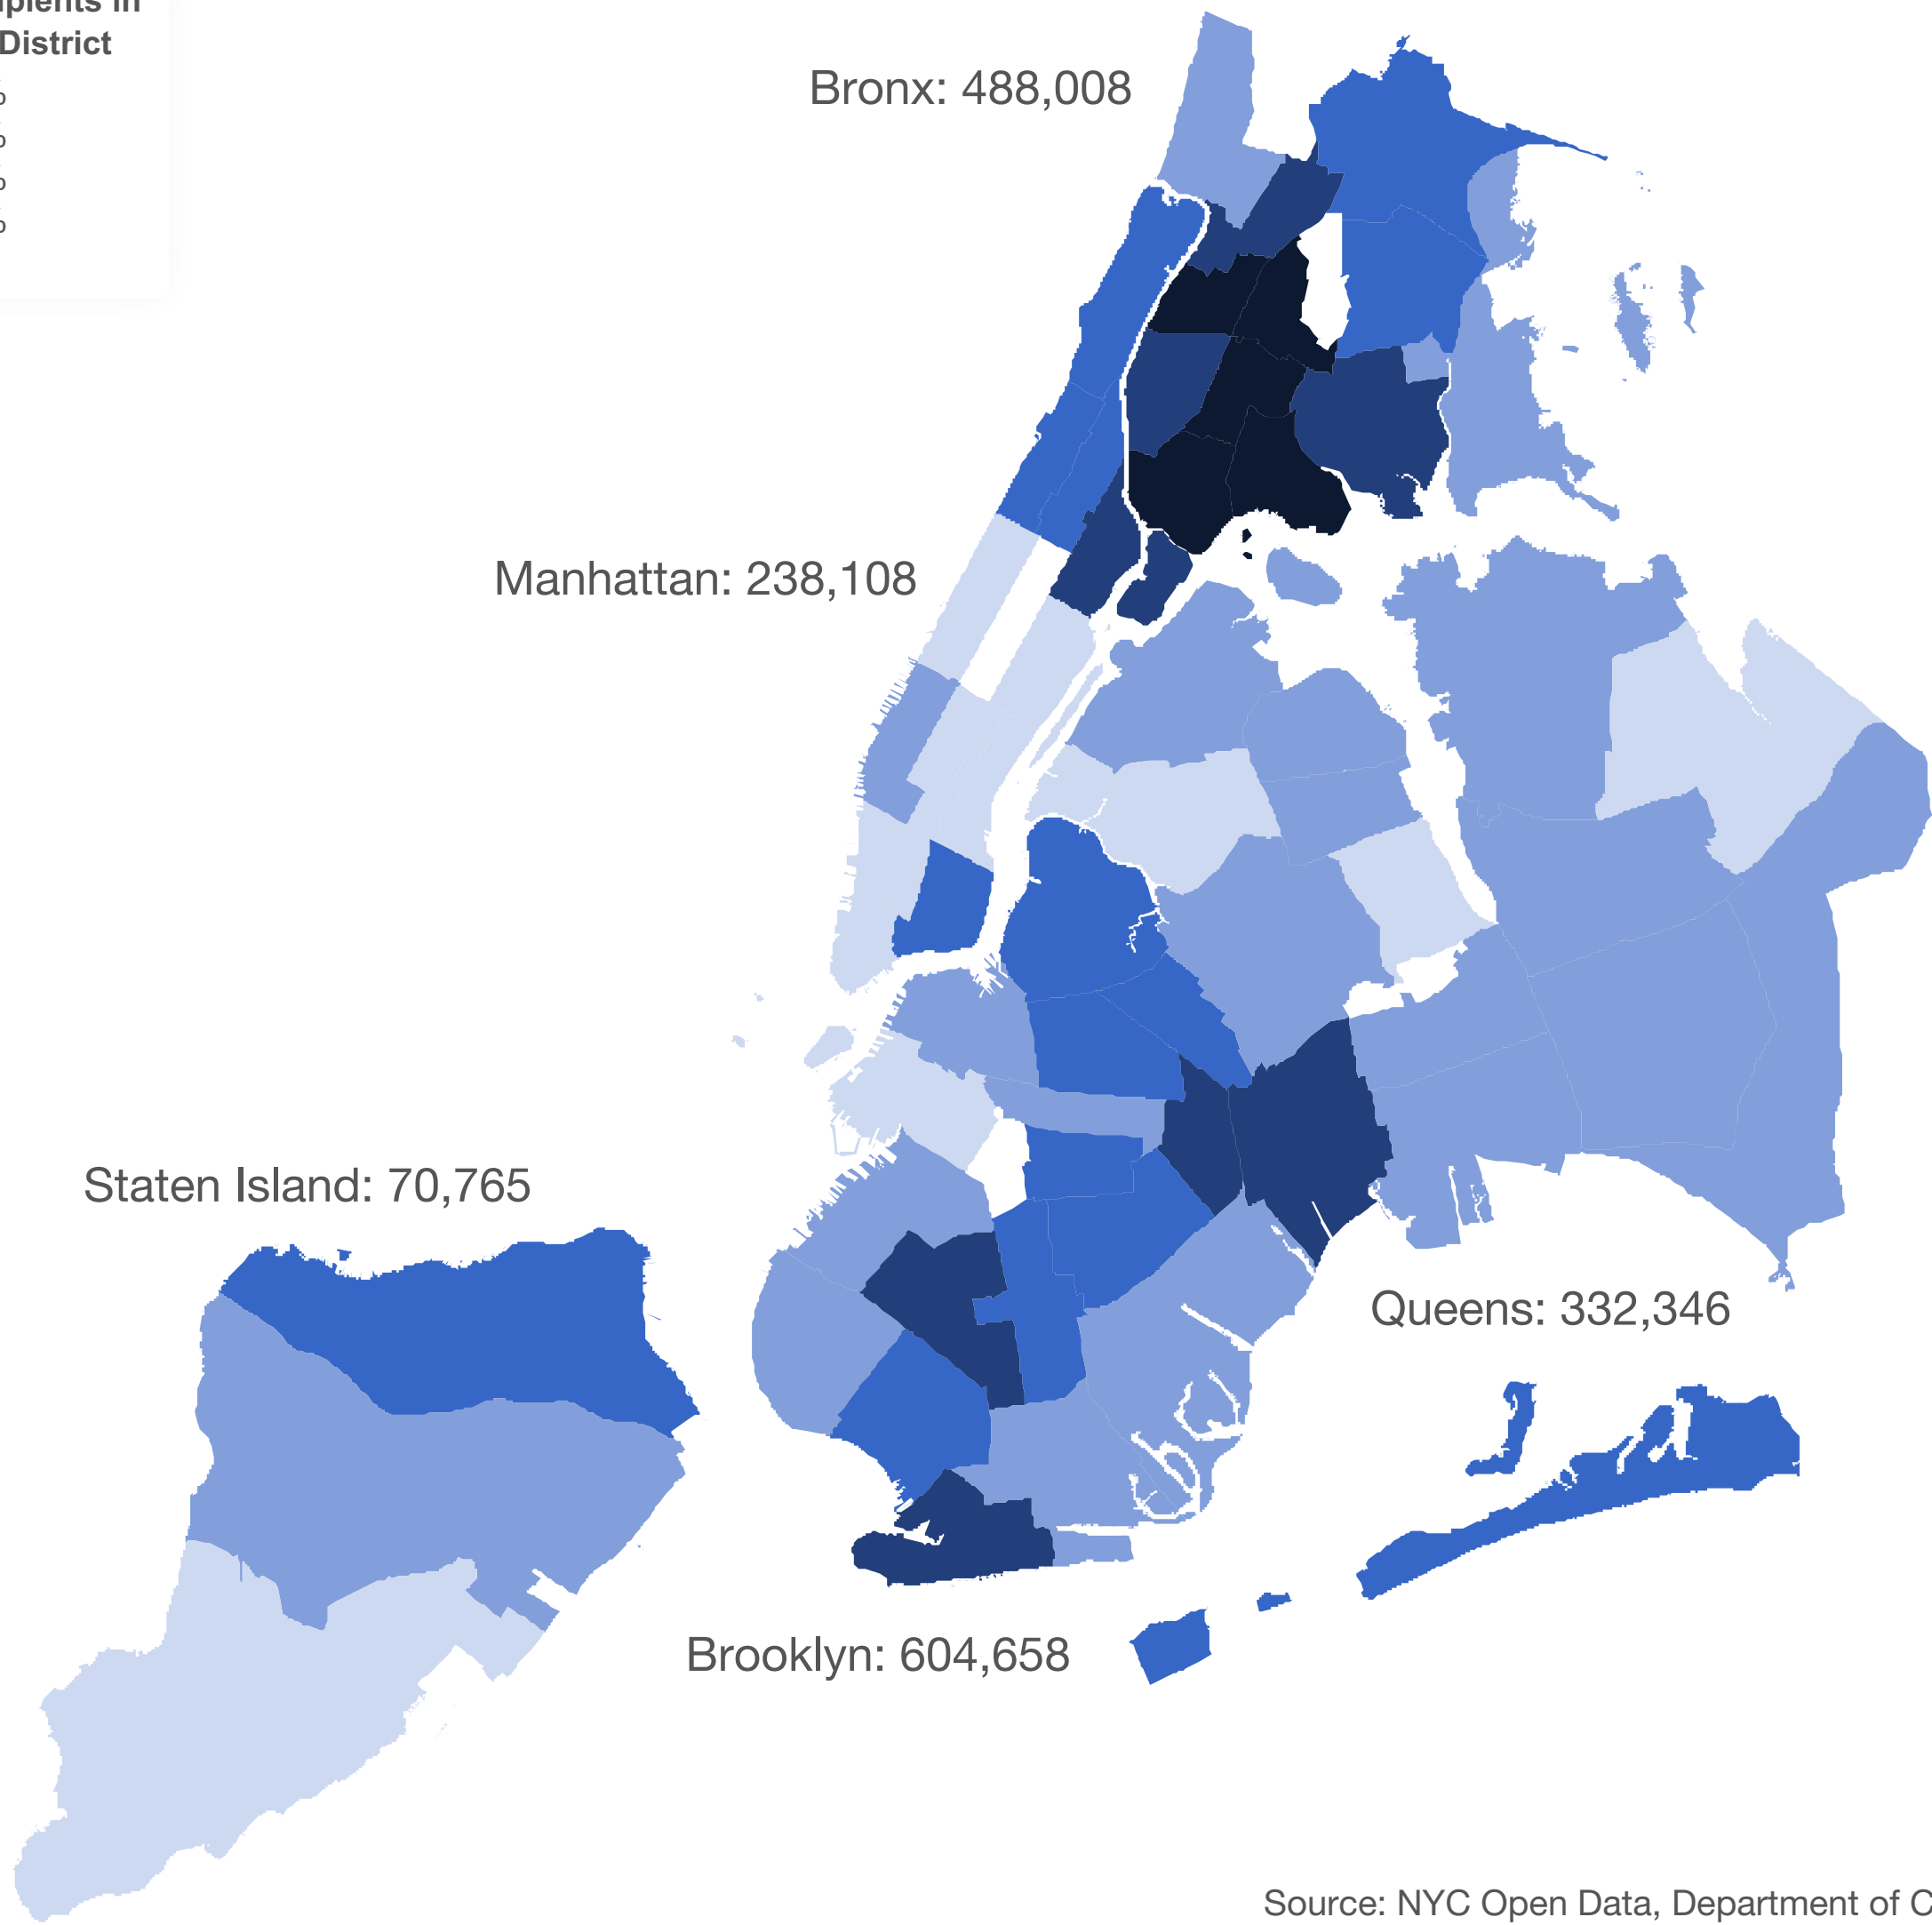 in
District
Bronx: 488,008
Manhattan: 238,108
Staten Island: 70,765
Queens: 332,346
Brooklyn: 604,658
Source: NYC Open Data, Department of